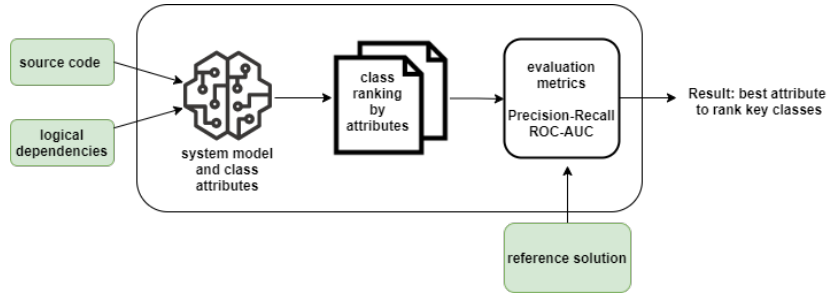 source code
logical
dependencies
system model
and class
attributes
class
ranking
by
attributes
evaluation
metrics
Precision-Recall
ROC-AUC
Result: best attribute
to rank key classes
reference solution